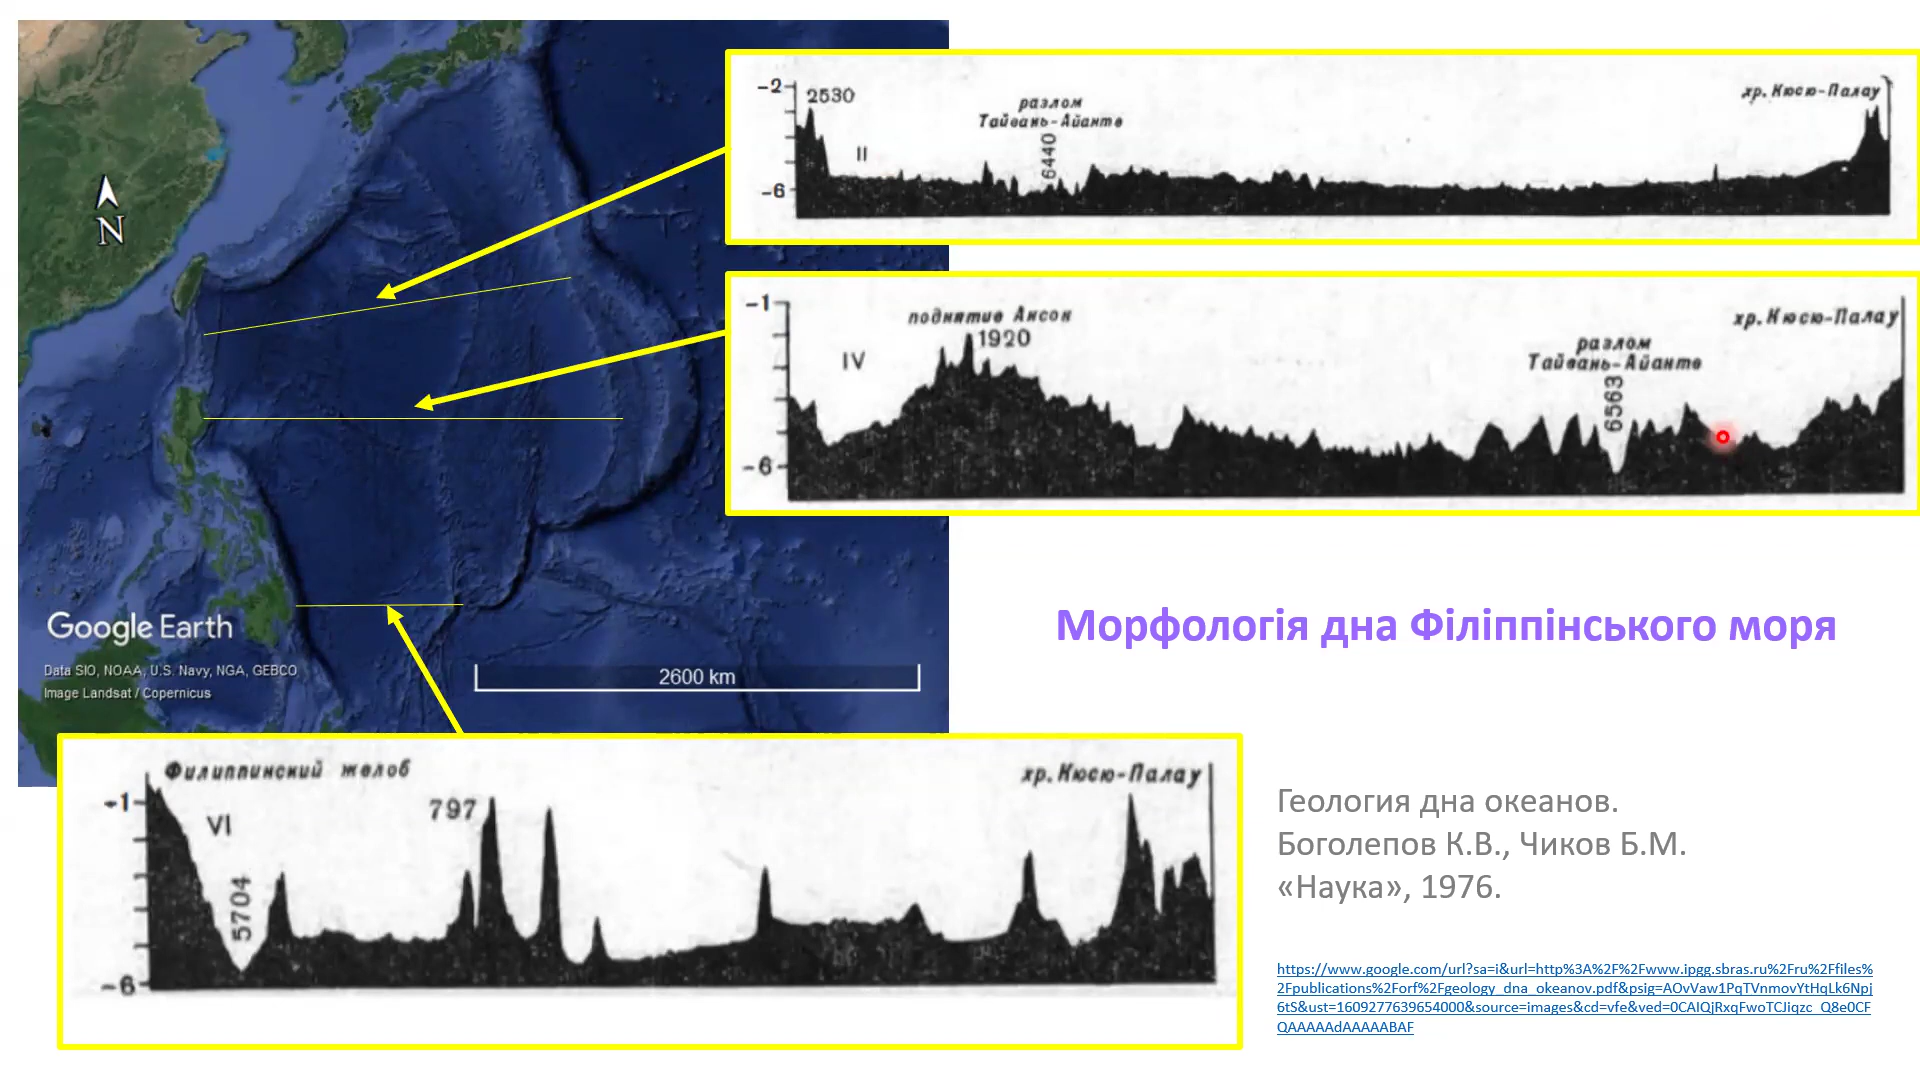 N
Google Earth
Data SIO, NOAA, U.S. Navy, NGA, GEBCO
Image Landsat / Copernicus
2600 km
-2
2530
разлом
Тайвань-Айанте
6440
II
хр. Кюсю-Палау
-6
-1
поднятие Ансон
1920
IV
хр. Кюсю-Палау
разлом
Тайвань-Айанте
6563
-6
Морфологія дна Філіппінського моря
Филиппинский желоб
-1
VI
797
5704
хр. Кюсю-Палау
-6
Геология дна океанов.
Боголепов К.В., Чиков Б.М.
«Наука», 1976.
https://www.google.com/url?sa=i&url=http%3A%2F%2Fwww.ipgg.sbras.ru%2Fru%2Ffiles%
2Fpublications%2Forf%2Fgeology_dna_okeanov.pdf&psig=AOvVaw1PqTVnmovYtHqLk6Npj
6tS&ust=1609277639654000&source=images&cd=vfe&ved=0CAIQjRxqFwoTCJiqzc_Q8e0CF
QAAAAAdAAAAABAF